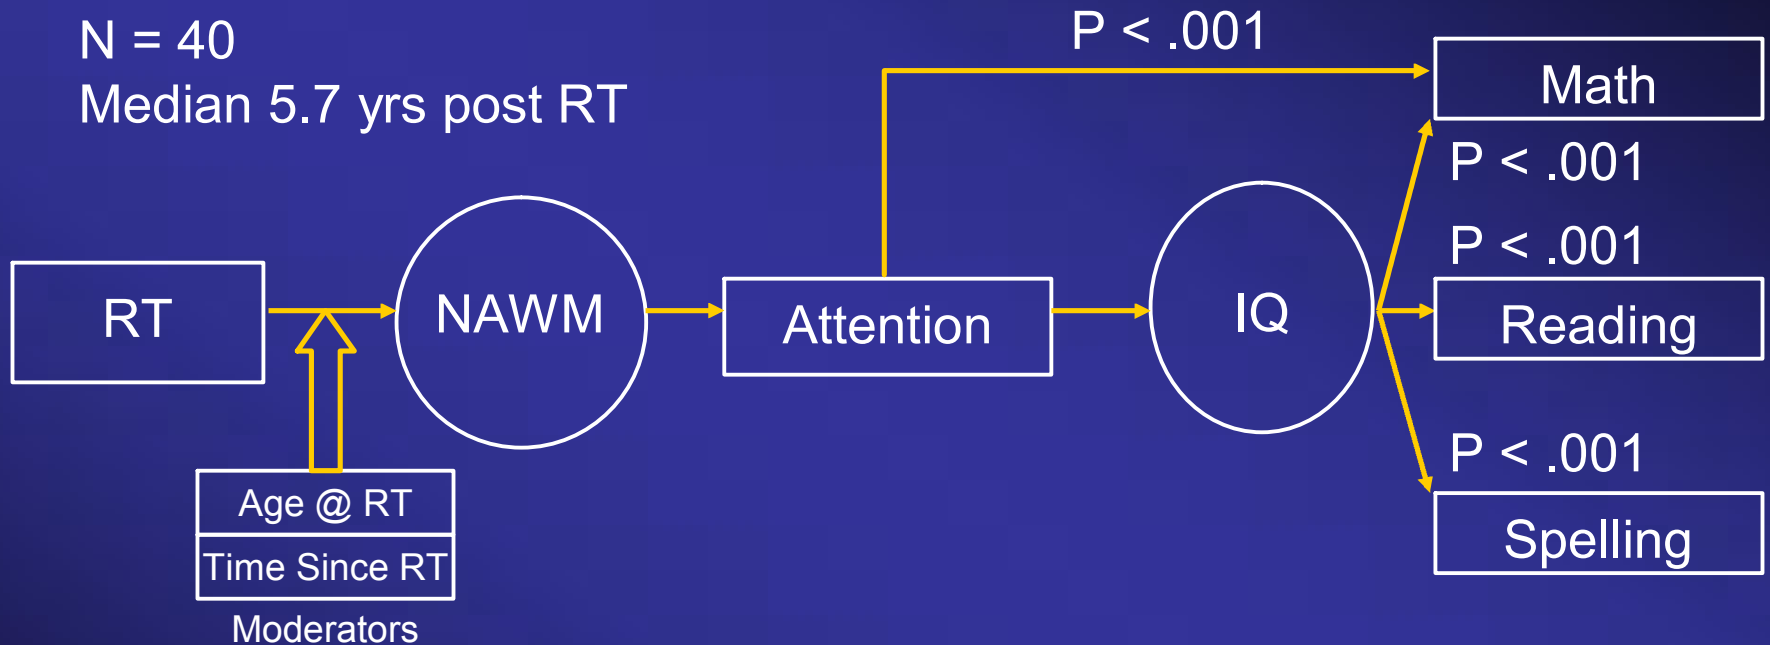 N = 40
Median 5.7 yrs post RT
P < .001
Math
P < .001
P < .001
RT
NAWM
Attention
IQ
Reading
P < .001
Age @ RT
Time Since RT
Spelling
Moderators